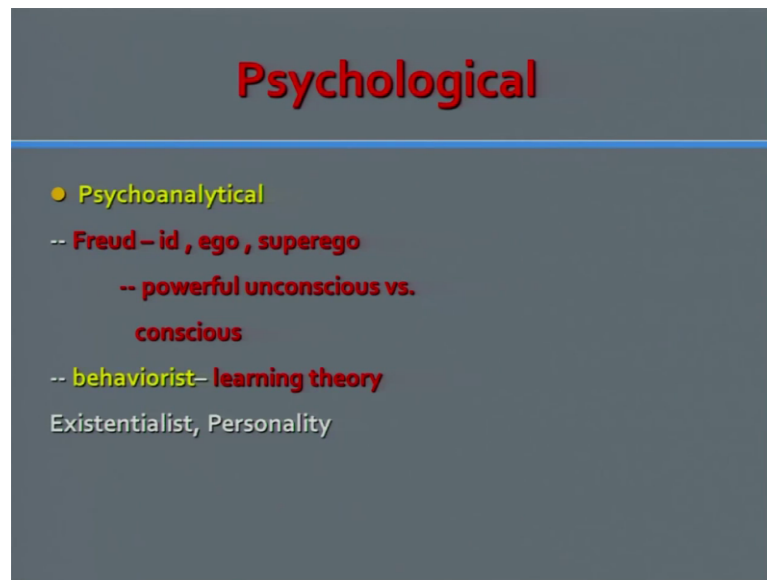 Psychological
Psychoanalytical
-- Freud – id , ego , superego
-- powerful unconscious vs.
conscious
-- behaviorist– learning theory
Existentialist, Personality